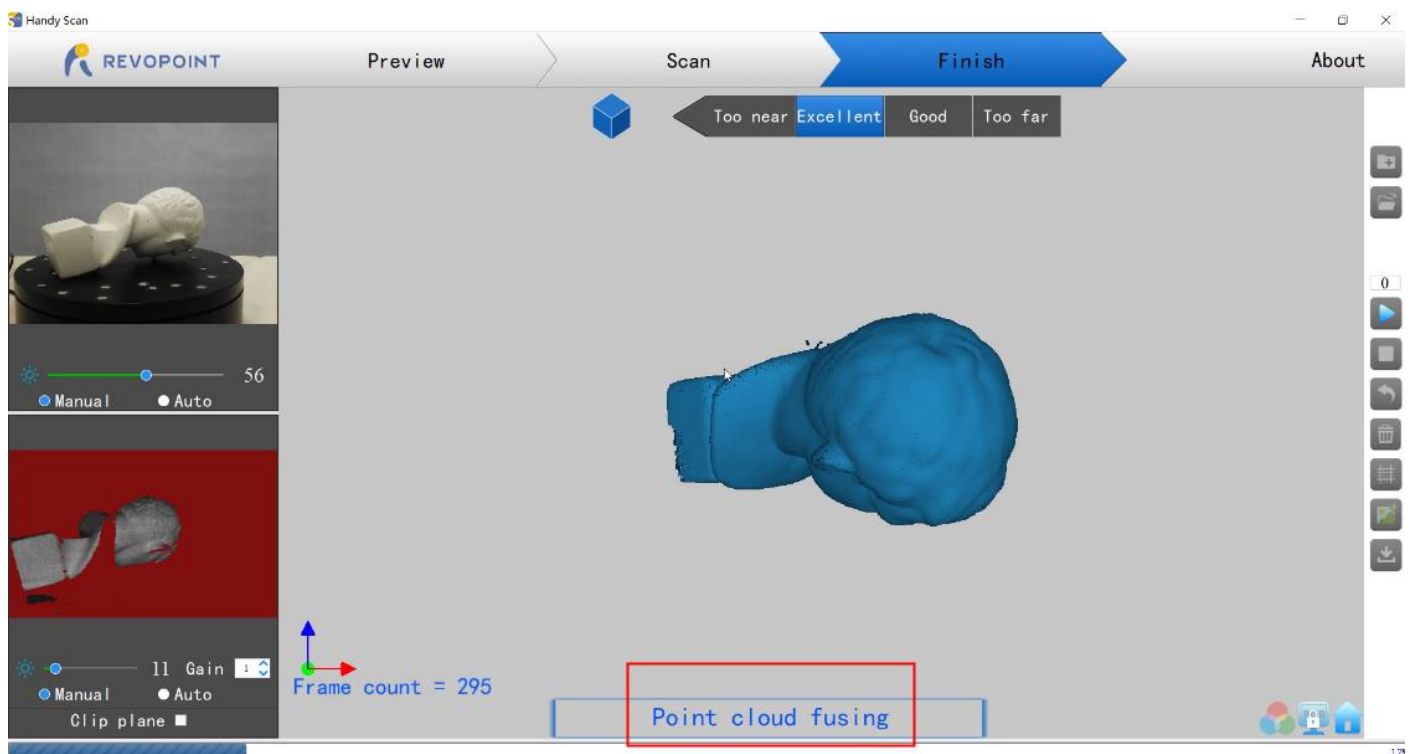 Handy Scan
REVOPOINT
Preview
Scan
Finish
About
Too near
Excellent
Good
Too far
0
56
Manual
Auto
11
Gain
1
Manual
Auto
Clip plane
Frame count = 295
Point cloud fusing